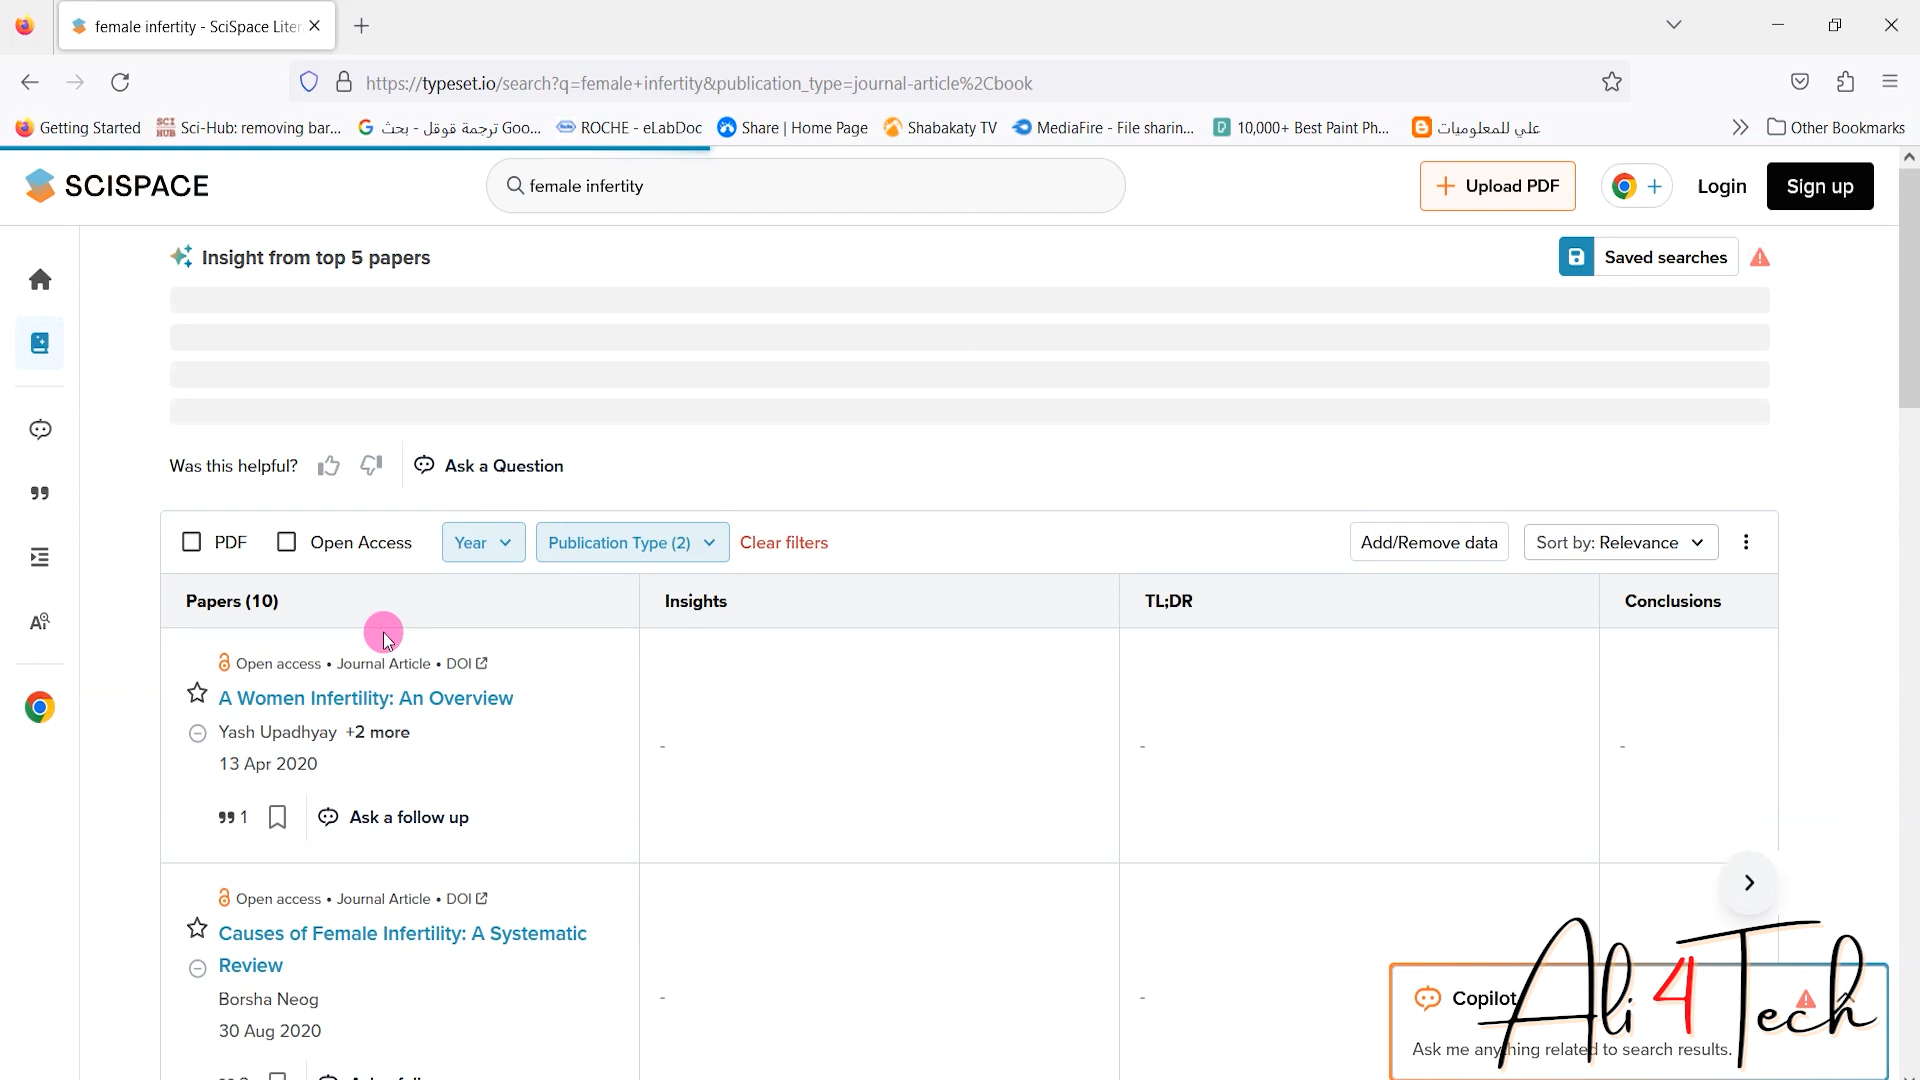 female infertity - SciSpace Liter
https://typeset.io/search?q=female+infertity&publication_type=journal-article%2Cbook
Getting Started
SCI HUB Sci-Hub: removing bar...
ترجمة قوقل - بحث Goo...
ROCHE - eLabDoc
Share | Home Page
Shabakaty TV
MediaFire - File sharin...
10,000+ Best Paint Ph...
علي للمعلوميات
Other Bookmarks
SCISPACE
female infertity
Upload PDF
Login
Sign up
Insight from top 5 papers
Saved searches
Was this helpful?
Ask a Question
PDF
Open Access
Year
Publication Type (2)
Clear filters
Add/Remove data
Sort by: Relevance
Papers (10)
Insights
TL;DR
Conclusions
Open access • Journal Article • DOI
A Women Infertility: An Overview
Yash Upadhyay +2 more
13 Apr 2020
- - -
1
Ask a follow up
Open access • Journal Article • DOI
Causes of Female Infertility: A Systematic
Review
Borsha Neog
30 Aug 2020
- -
Copilot
Ask me anything related to search results.
Ali 4 Tech